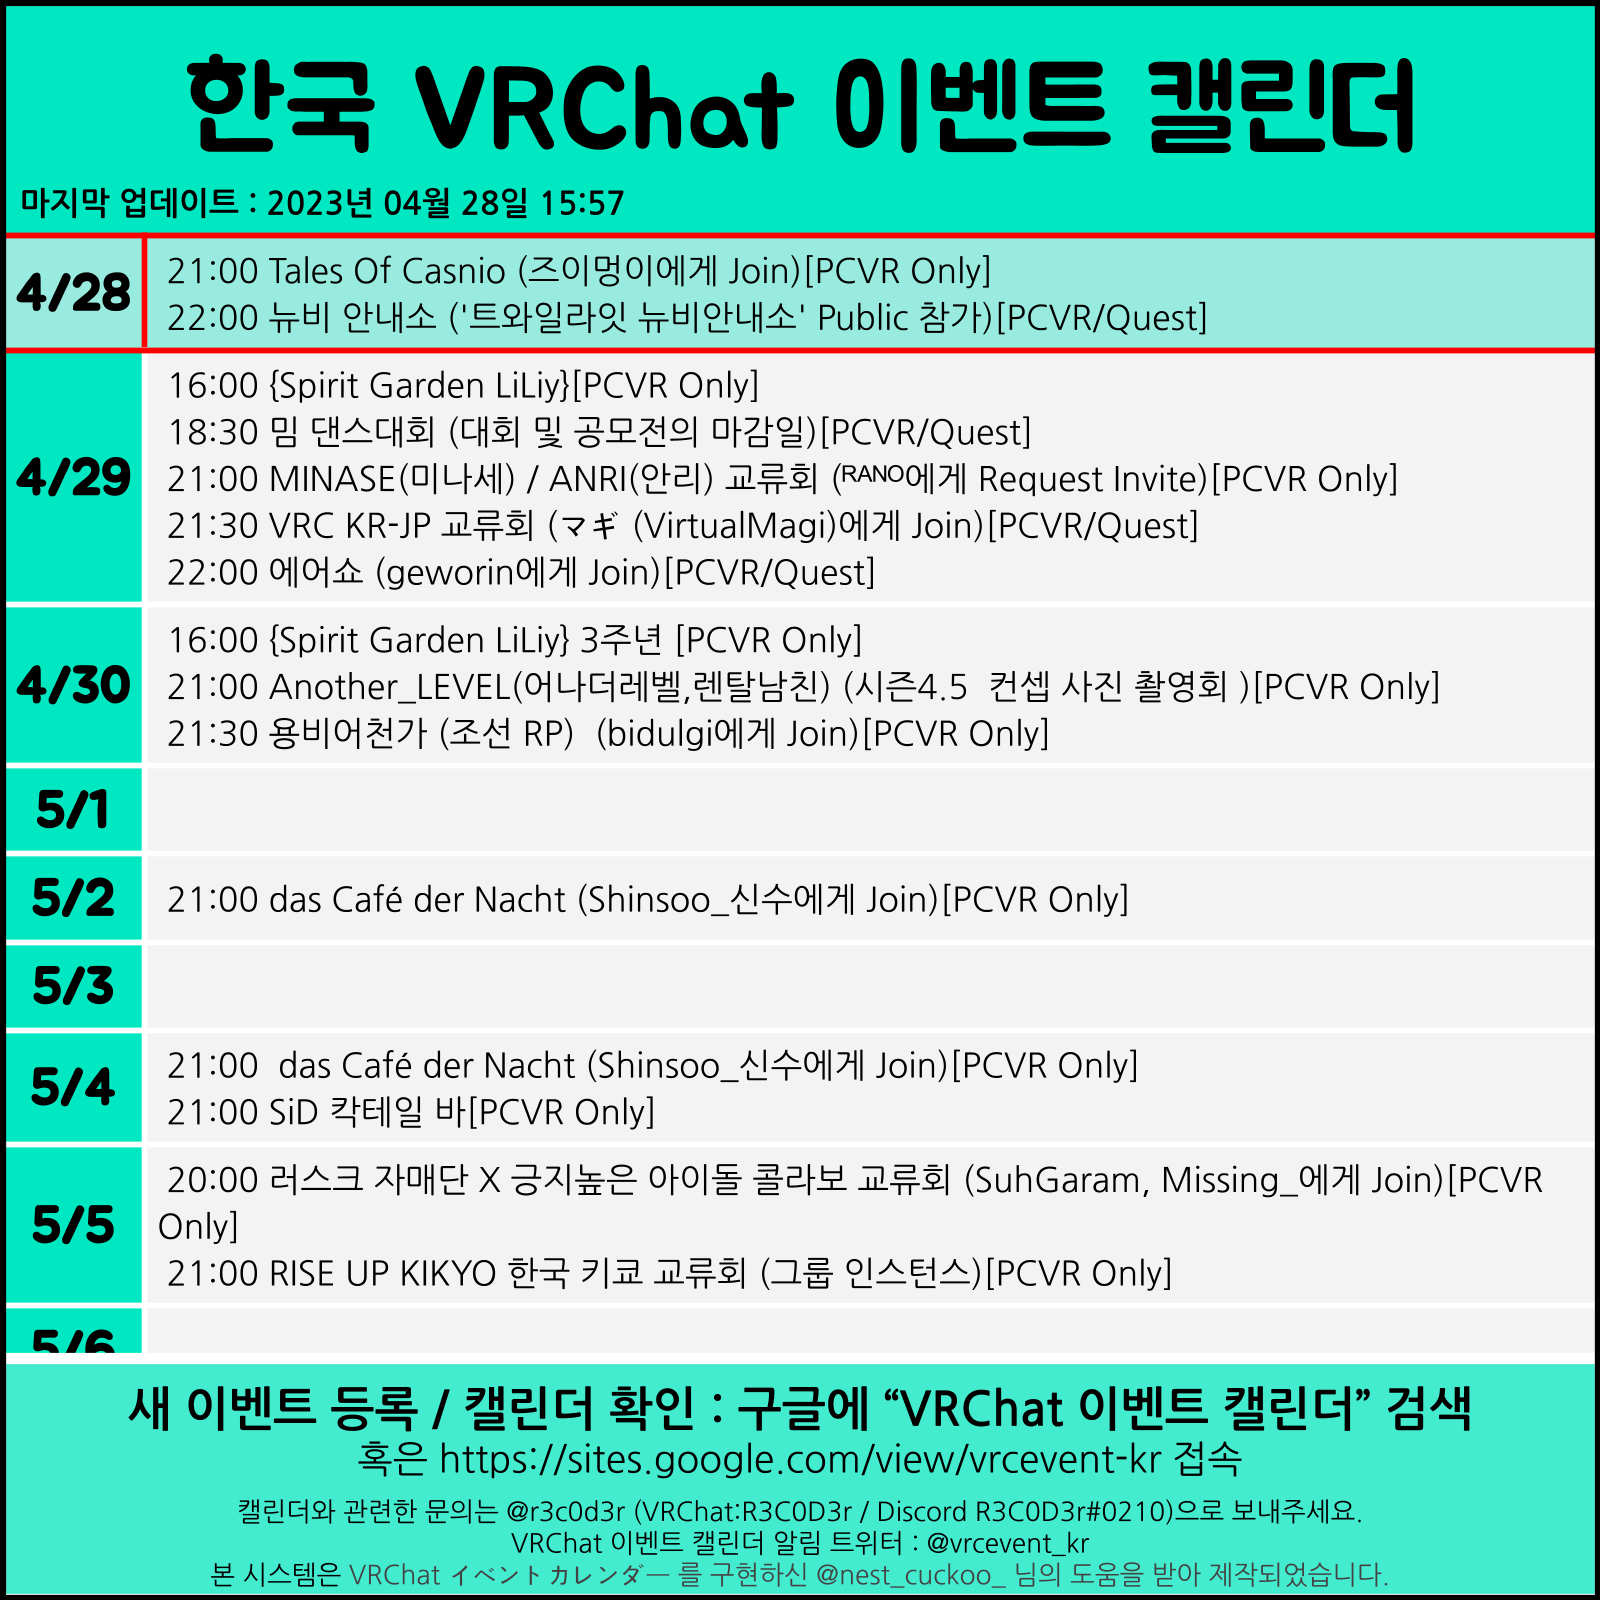 한국 VRChat 이벤트 캘린더
마지막 업데이트 : 2023년 04월 28일 15:57
4/28
21:00 Tales Of Casnio (즈이멍이에게 Join)[PCVR Only]
22:00 뉴비 안내소 ('트와일라잇 뉴비안내소' Public 참가)[PCVR/Quest]
4/29
16:00 {Spirit Garden LiLiy}[PCVR Only]
18:30 밈 댄스대회 (대회 및 공모전의 마감일)[PCVR/Quest]
21:00 MINASE(미나세) / ANRI(안리) 교류회 (ᴿᴬᴺᴼ에게 Request Invite)[PCVR Only]
21:30 VRC KR-JP 교류회 (マギ (VirtualMagi)에게 Join)[PCVR/Quest]
22:00 에어쇼 (geworin에게 Join)[PCVR/Quest]
4/30
16:00 {Spirit Garden LiLiy} 3주년 [PCVR Only]
21:00 Another_LEVEL(어나더레벨,렌탈남친) (시즌4.5  컨셉 사진 촬영회 )[PCVR Only]
21:30 용비어천가 (조선 RP)  (bidulgi에게 Join)[PCVR Only]
5/1
5/2
21:00 das Café der Nacht (Shinsoo_신수에게 Join)[PCVR Only]
5/3
5/4
21:00  das Café der Nacht (Shinsoo_신수에게 Join)[PCVR Only]
21:00 SiD 칵테일 바[PCVR Only]
5/5
20:00 러스크 자매단 X 긍지높은 아이돌 콜라보 교류회 (SuhGaram, Missing_에게 Join)[PCVR
Only]
21:00 RISE UP KIKYO 한국 키쿄 교류회 (그룹 인스턴스)[PCVR Only]
5/6
새 이벤트 등록 / 캘린더 확인 : 구글에 “VRChat 이벤트 캘린더” 검색
혹은 https://sites.google.com/view/vrcevent-kr 접속
캘린더와 관련한 문의는 @r3c0d3r (VRChat:R3C0D3r / Discord R3C0D3r#0210)으로 보내주세요.
VRChat 이벤트 캘린더 알림 트위터 : @vrcevent_kr
본 시스템은 VRChat イベントカレンダー 를 구현하신 @nest_cuckoo_ 님의 도움을 받아 제작되었습니다.